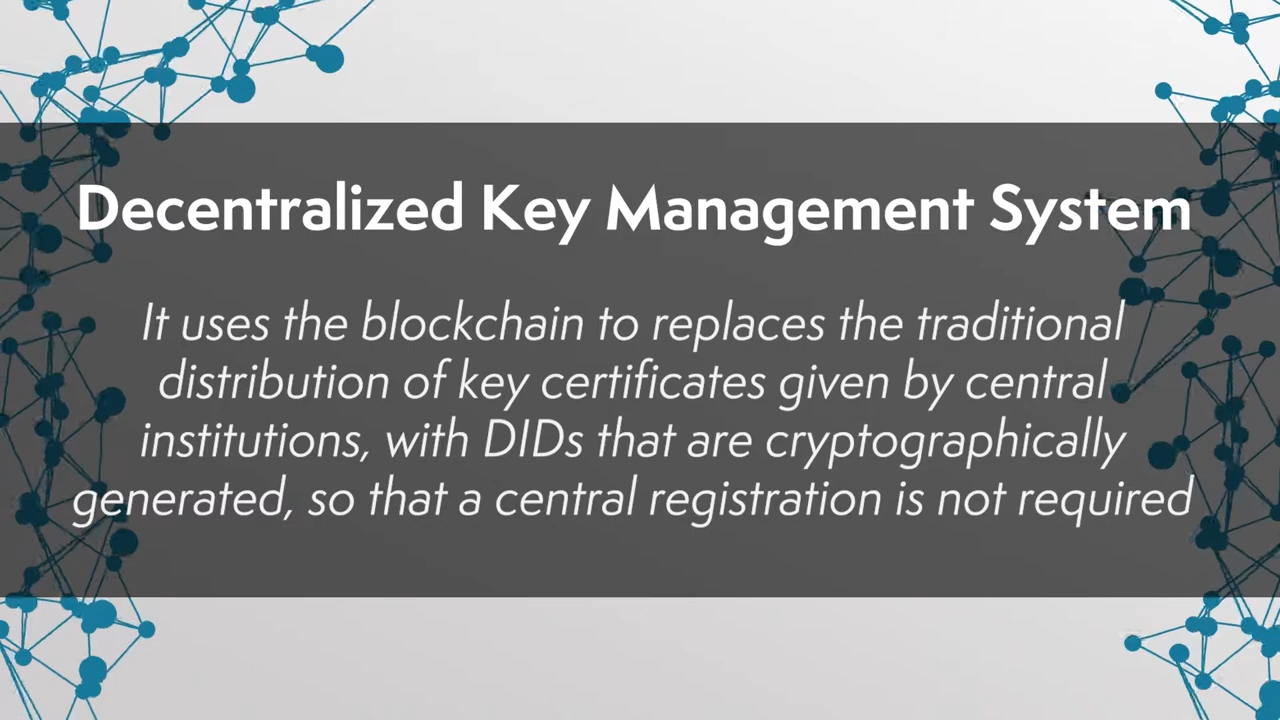 Decentralized Key Management System
It uses the blockchain to replaces the traditional
distribution of key certificates given by central
institutions, with DIDs that are cryptographically
generated, so that a central registration is not required